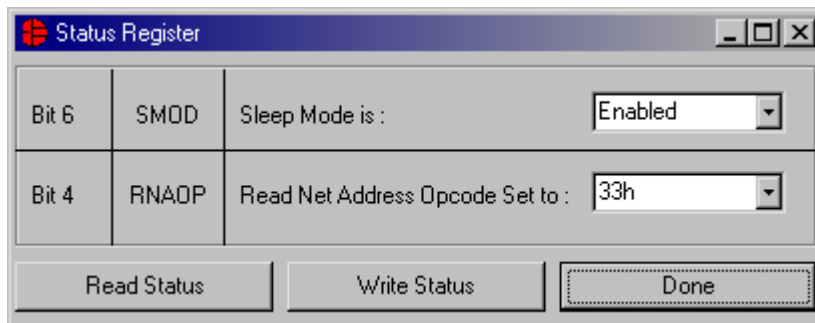 Status Register
Bit 6 SMOD Sleep Mode is : Enabled
Bit 4 RNAOP Read Net Address Opcode Set to : 33h
Read Status Write Status Done